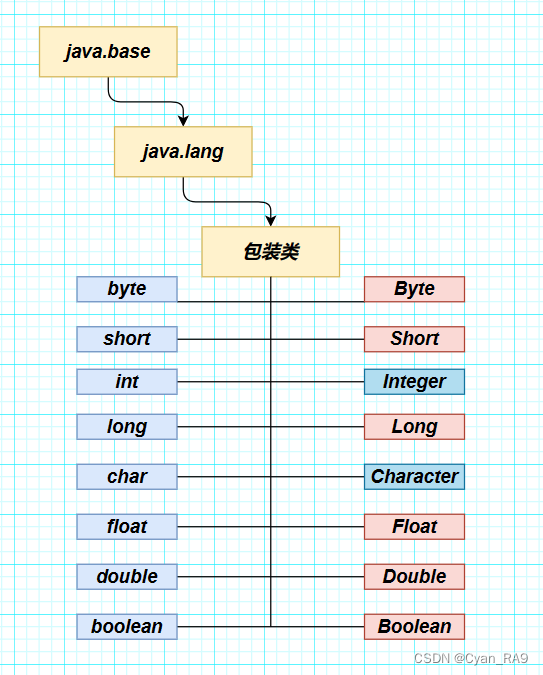 java.base
java.lang
包装类
byte Byte
short Short
int Integer
long Long
char Character
float Float
double Double
boolean Boolean
CSDN @Cyan_RA9